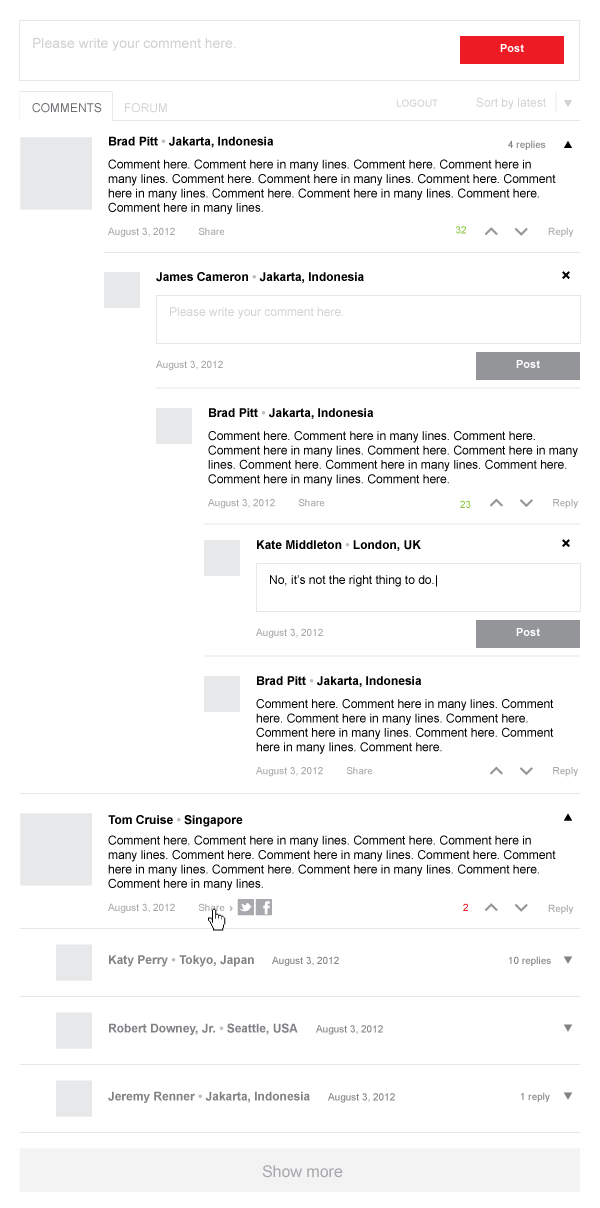 Please write your comment here.
Post
COMMENTS
FORUM
LOGOUT
Sort by latest
Brad Pitt • Jakarta, Indonesia
4 replies
Comment here. Comment here in many lines. Comment here. Comment here in
many lines. Comment here. Comment here in many lines. Comment here. Comment
here in many lines. Comment here. Comment here in many lines. Comment here.
Comment here in many lines.
August 3, 2012
Share
32
Reply
James Cameron • Jakarta, Indonesia
Please write your comment here.
August 3, 2012
Post
Brad Pitt • Jakarta, Indonesia
Comment here. Comment here in many lines. Comment here.
Comment here in many lines. Comment here. Comment here in many
lines. Comment here. Comment here in many lines. Comment here.
Comment here in many lines. Comment here.
August 3, 2012
Share
23
Reply
Kate Middleton • London, UK
No, it's not the right thing to do.
August 3, 2012
Post
Brad Pitt • Jakarta, Indonesia
Comment here. Comment here in many lines. Comment
here. Comment here in many lines. Comment here.
Comment here in many lines. Comment here. Comment
here in many lines. Comment here.
August 3, 2012
Share
Reply
Tom Cruise • Singapore
Comment here. Comment here in many lines. Comment here. Comment here in
many lines. Comment here. Comment here in many lines. Comment here. Comment
here in many lines. Comment here. Comment here in many lines. Comment here.
Comment here in many lines.
August 3, 2012
Share ›
2
Reply
Katy Perry • Tokyo, Japan
August 3, 2012
10 replies
Robert Downey, Jr. • Seattle, USA
August 3, 2012
Jeremy Renner • Jakarta, Indonesia
August 3, 2012
1 reply
Show more